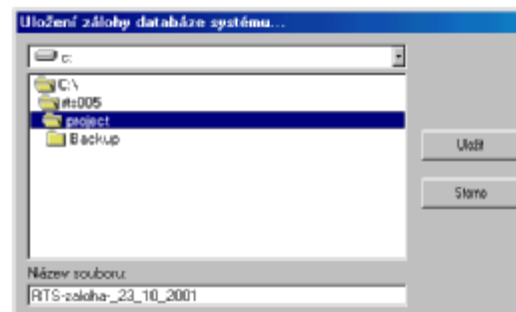 Uložení zálohy databáze systému...
c:
C:\
rts005
project
Backup
Uložit
Storno
Název souboru:
RTS-zaloha-_23_10_2001